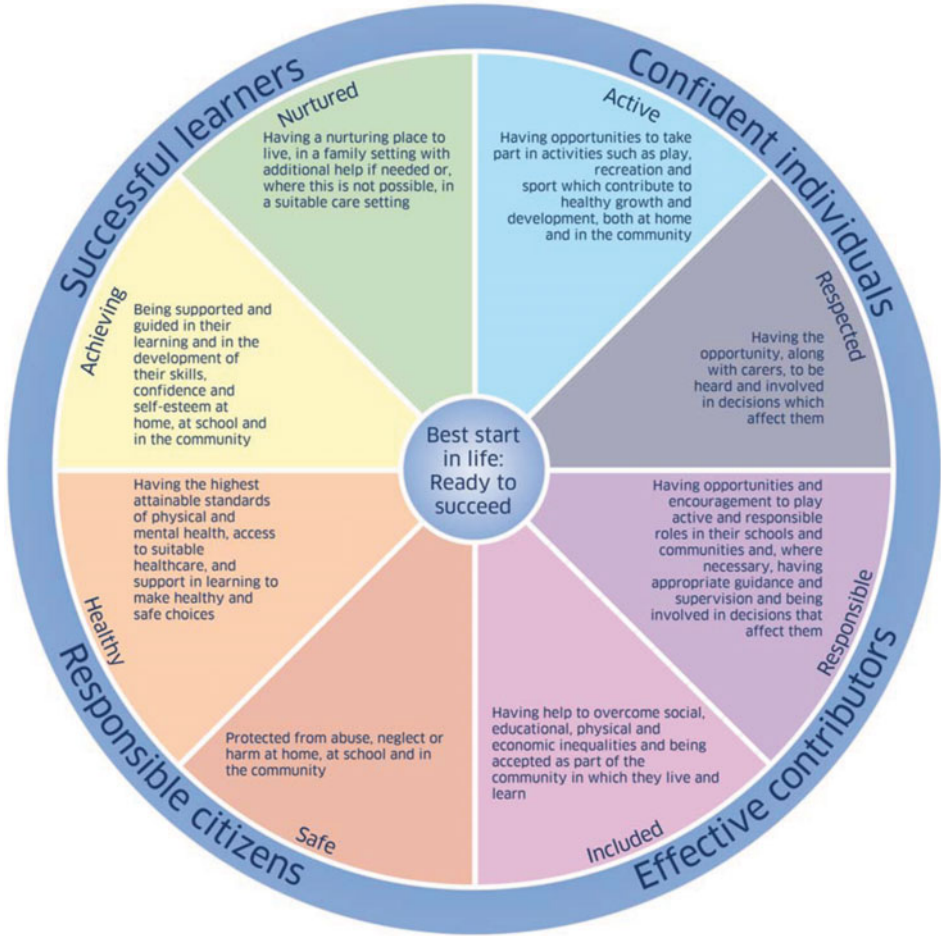 Successful learners
Confident individuals
Nurtured
Having a nurturing place to
live, in a family setting with
additional help if needed or,
where this is not possible, in
a suitable care setting
Active
Having opportunities to take
part in activities such as play,
recreation and
sport which contribute to
healthy growth and
development, both at home
and in the community
Achieving
Being supported and
guided in their
learning and in the
development of
their skills,
confidence and
self-esteem at
home, at school and
in the community
Respected
Having the
opportunity, along
with carers, to be
heard and involved
in decisions which
affect them
Best start
in life:
Ready to
succeed
Healthy
Having the highest
attainable standards
of physical and
mental health, access
to suitable
healthcare, and
support in learning to
make healthy and
safe choices
Responsible
Having opportunities and
encouragement to play
active and responsible
roles in their schools and
communities and, where
necessary, having
appropriate guidance and
supervision and being
involved in decisions that
affect them
Safe
Protected from abuse, neglect or
harm at home, at school and in
the community
Included
Having help to overcome social,
educational, physical and
economic inequalities and being
accepted as part of the
community in which they live and
learn
Responsible citizens
Effective contributors